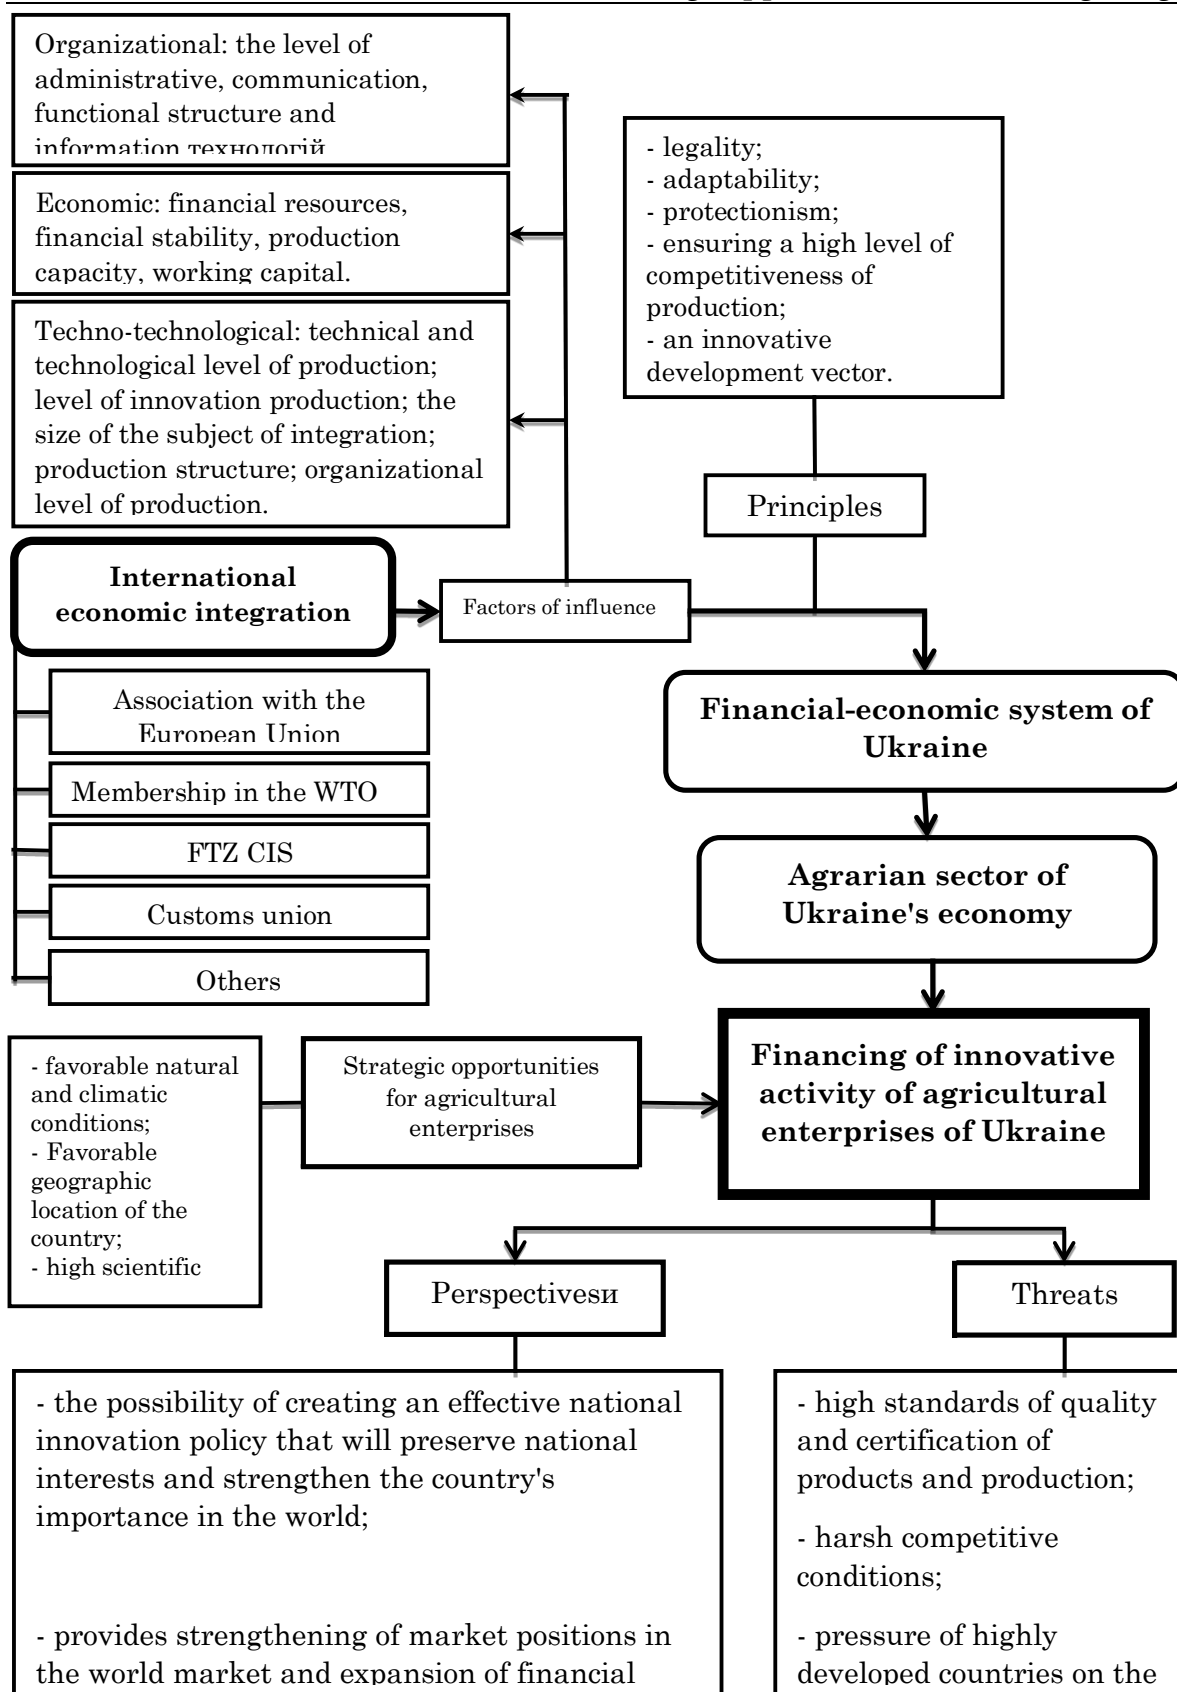 Organizational: the level of
administrative, communication,
functional structure and
information технологій
Economic: financial resources,
financial stability, production
capacity, working capital.
Techno-technological: technical and
technological level of production;
level of innovation production; the
size of the subject of integration;
production structure; organizational
level of production.
- legality;
- adaptability;
- protectionism;
- ensuring a high level of
competitiveness of
production;
- an innovative
development vector.
Principles
International
economic integration
Factors of influence
Association with the
European Union
Membership in the WTO
FTZ CIS
Customs union
Others
Financial-economic system of
Ukraine
Agrarian sector of
Ukraine's economy
- favorable natural
and climatic
conditions;
- Favorable
geographic
location of the
country;
- high scientific
Strategic opportunities
for agricultural
enterprises
Financing of innovative
activity of agricultural
enterprises of Ukraine
Perspectivesи
Threats
- the possibility of creating an effective national
innovation policy that will preserve national
interests and strengthen the country's
importance in the world;
- provides strengthening of market positions in
the world market and expansion of financial
- high standards of quality
and certification of
products and production;
- harsh competitive
conditions;
- pressure of highly
developed countries on the